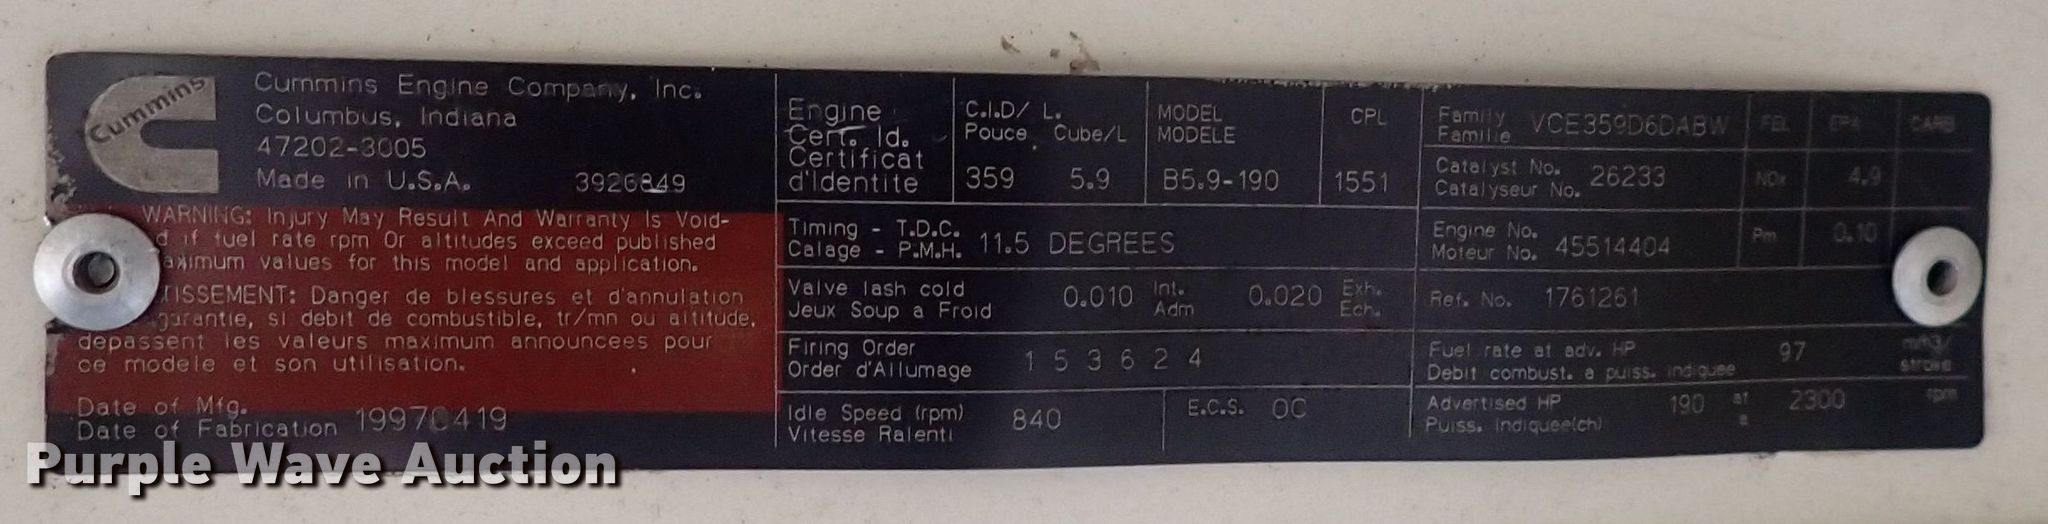 Cummins
Cummins Engine Company, Inc.
Columbus, Indiana
47202-3005
Made in U.S.A. 3926849
WARNING: Injury May Result And Warranty Is Void-
d if fuel rate rpm Or altitudes exceed published
aximum values for this model and application.
TISSEMENT: Danger de blessures et d'annulation
garantie, si debit de combustible, tr/mn ou altitude,
depassent les valeurs maximum announcees pour
ce modele et son utilisation.
Date of Mfg.
Date of Fabrication 19970419
Engine
Cert. Id.
Certificat
d'Identite
C.I.D/ L.
Pouce Cube/L
359 5.9
MODEL
MODELE
B5.9-190
CPL
1551
Timing - T.D.C.
Calage - P.M.H. 11.5 DEGREES
Valve lash cold
Jeux Soup a Froid
0.010 Int.
Adm
0.020 Exh.
Ech.
Firing Order
Order d'Allumage 1 5 3 6 2 4
Idle Speed (rpm)
Vitesse Ralenti 840
E.C.S. OC
Family
Familie VCE359D6DABW
FEL EPA CARB
Catalyst No.
Catalyseur No. 26233
NOx 4.9
Engine No.
Moteur No. 45514404
Pm 0.10
Ref. No. 1761261
Fuel rate at adv. HP
Debit combust. a puiss. indiquee
97 mm3/
stroke
Advertised HP
Puiss. indiquee(ch)
190 at
a
2300 rpm
Purple Wave Auction